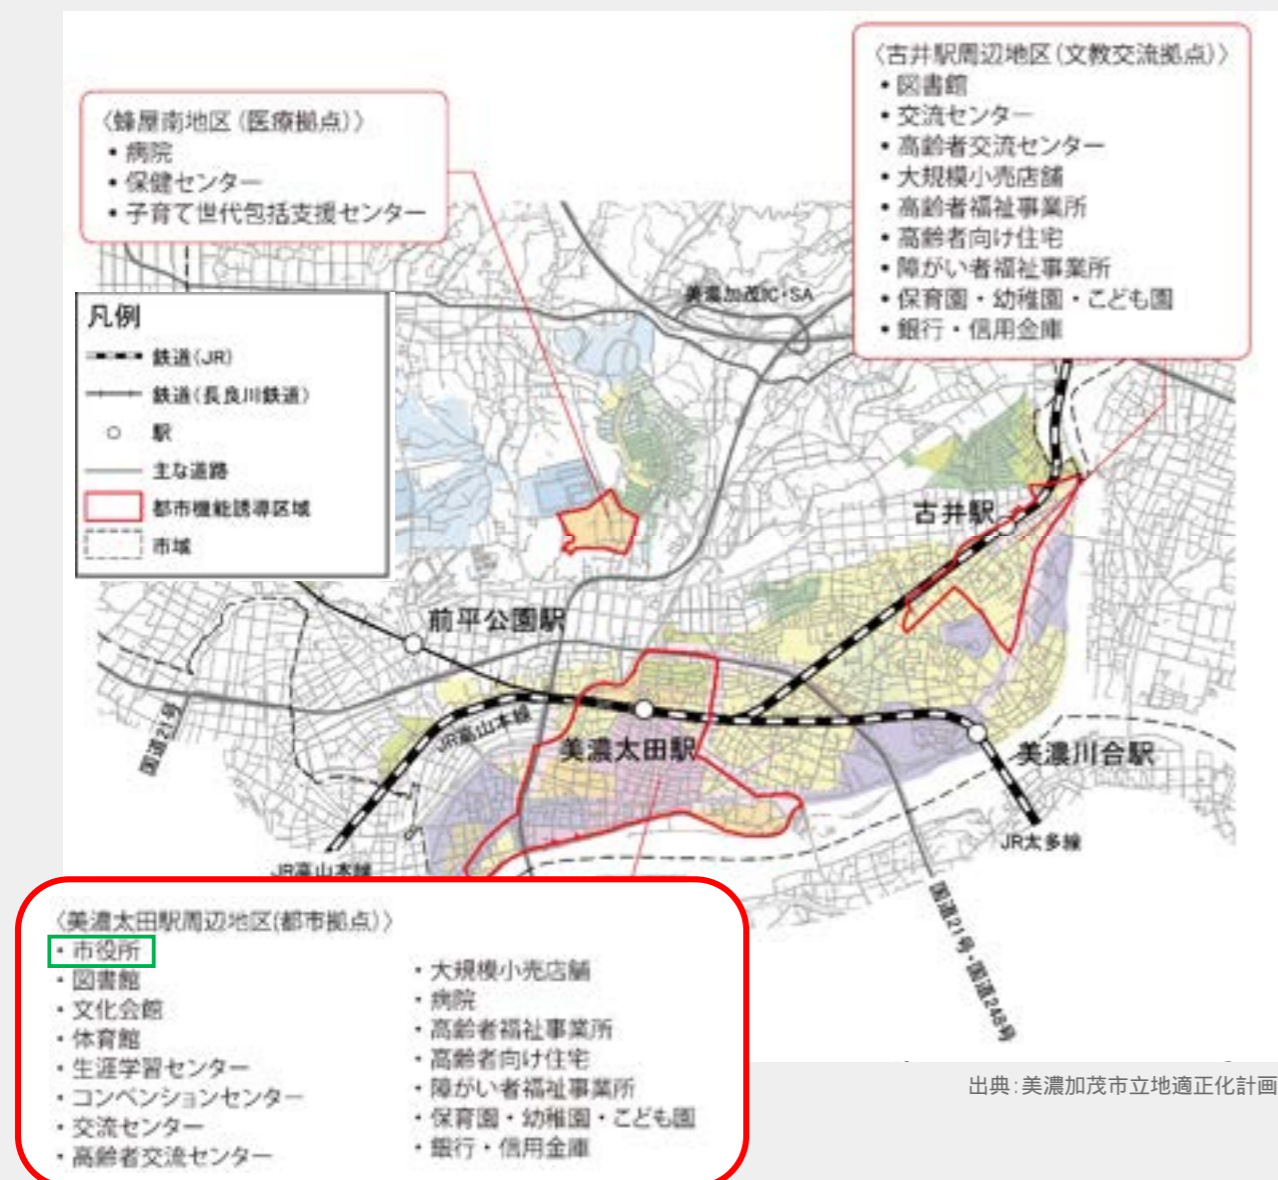 〈古井駅周辺地区(文教交流拠点)〉
• 図書館
• 交流センター
• 高齢者交流センター
• 大規模小売店舗
• 高齢者福祉事業所
• 高齢者向け住宅
• 障がい者福祉事業所
• 保育園・幼稚園・こども園
• 銀行・信用金庫
〈蜂屋南地区(医療拠点)〉
• 病院
• 保健センター
• 子育て世代包括支援センター
美濃加茂IC・SA
凡例
鉄道(JR)
鉄道(長良川鉄道)
駅
主な道路
都市機能誘導区域
市域
古井駅
前平公園駅
国道21号
JR高山本線
美濃太田駅
美濃川合駅
JR太多線
JR高山本線
国道21号・国道248号
〈美濃太田駅周辺地区(都市拠点)〉
・市役所
・図書館
・文化会館
・体育館
・生涯学習センター
・コンベンションセンター
・交流センター
・高齢者交流センター
・大規模小売店舗
・病院
・高齢者福祉事業所
・高齢者向け住宅
・障がい者福祉事業所
・保育園・幼稚園・こども園
・銀行・信用金庫
出典:美濃加茂市立地適正化計画